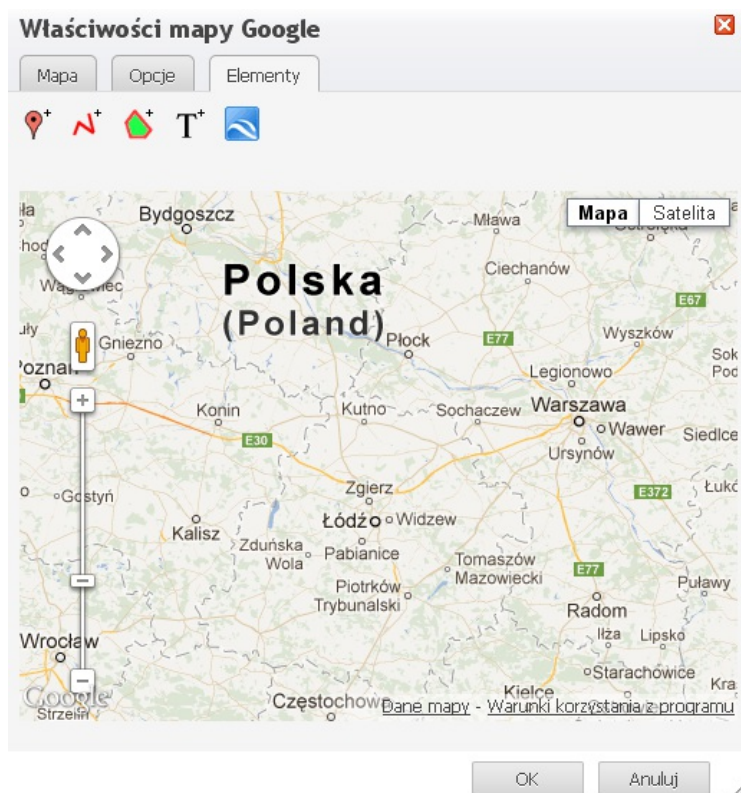 Właściwości mapy Google
Mapa Opcje Elementy
T
Bydgoszcz
Mława
Mapa Satelita
Ciechanów
Polska
(Poland)
E67
Gniezno
Płock
E77
Wyszków
Legionowo
Konin
Kutno
Sochaczew
Warszawa
Wawer
Siedlce
E30
Ursynów
Zgierz
E372
Gostyń
Łódź
Widzew
Kalisz
Zduńska
Wola
Pabianice
Tomaszów
Mazowiecki
E77
Piotrków
Trybunalski
Puławy
Radom
Iłża
Lipsko
Wrocław
Starachowice
Google
Strzelin
Częstochowa
Kielce
Dane mapy - Warunki korzystania z programu
OK Anuluj